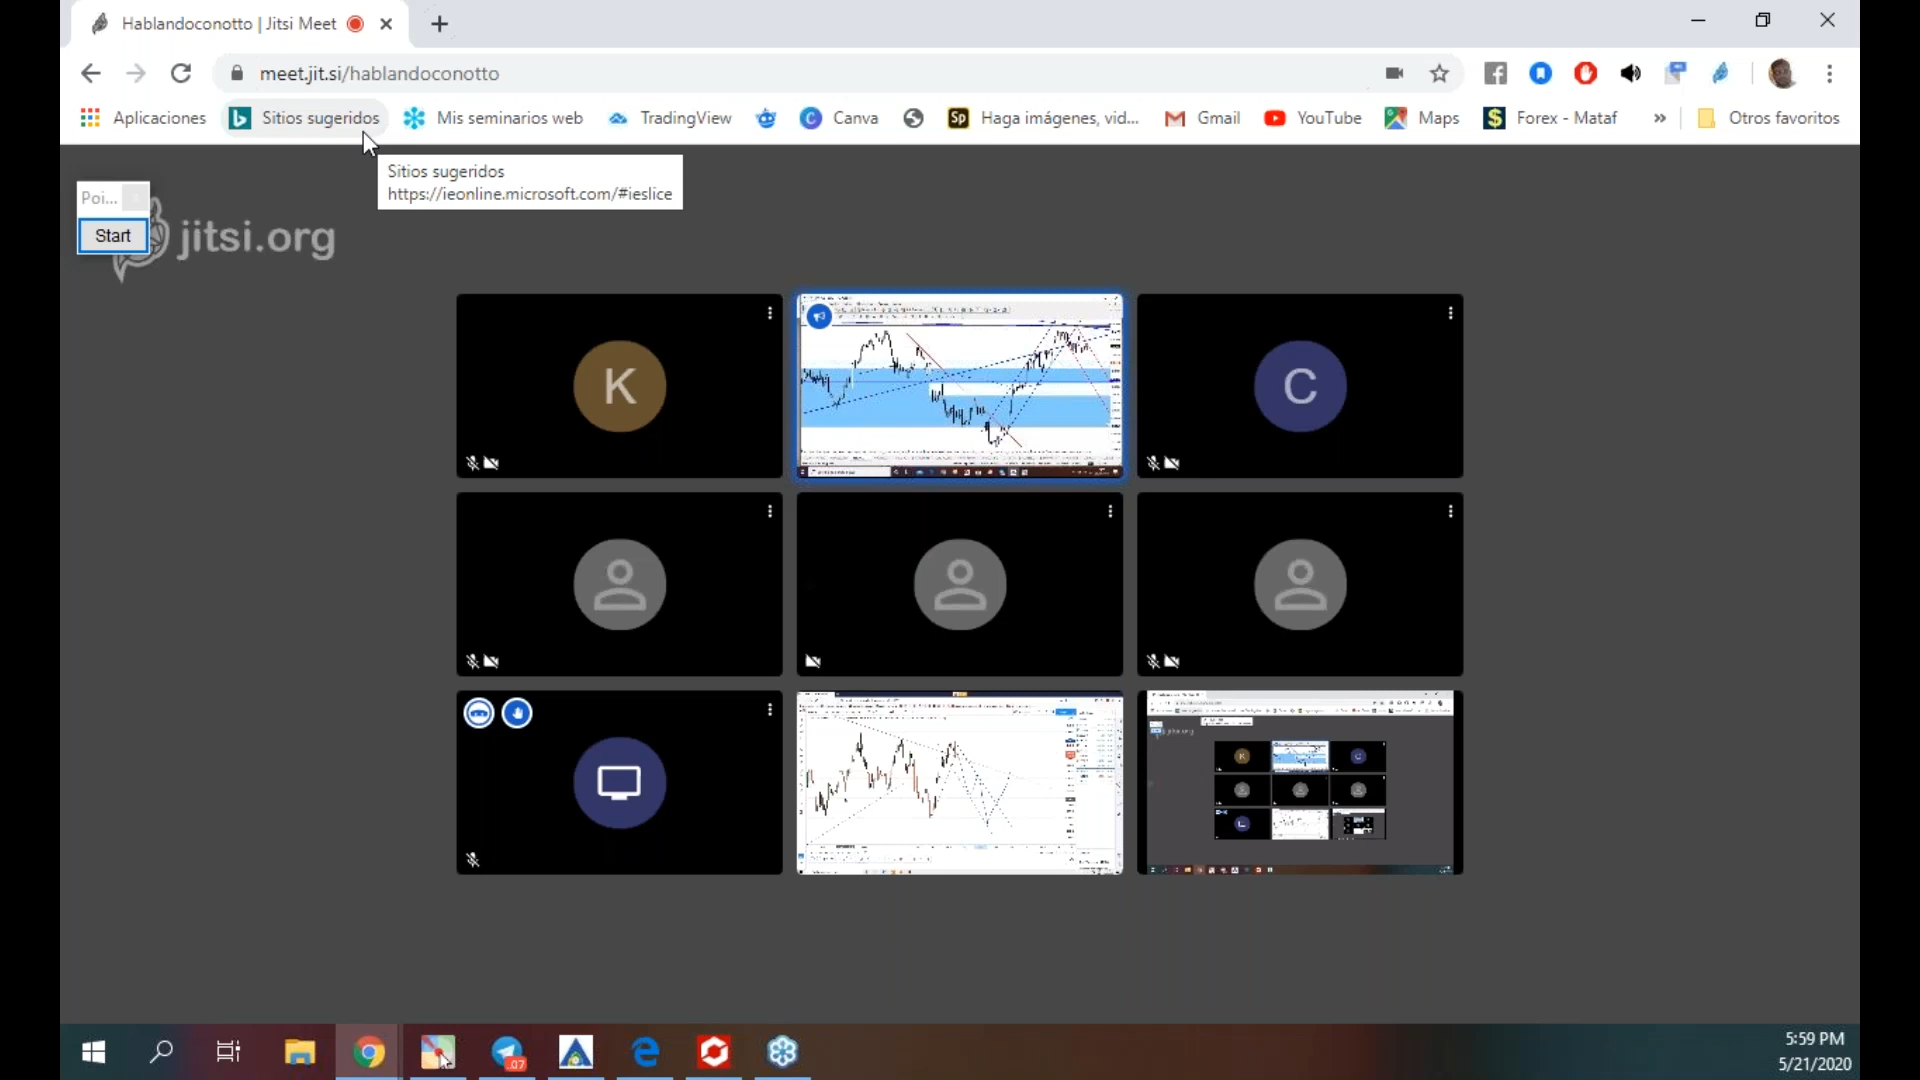 Hablandoconotto | Jitsi Meet
meet.jit.si/hablandoconotto
Aplicaciones
Sitios sugeridos
Mis seminarios web
TradingView
Canva
Sp
Haga imágenes, vid...
Gmail
YouTube
Maps
Forex - Mataf
»
Otros favoritos
Sitios sugeridos
https://ieonline.microsoft.com/#ieslice
Poi...
Start
jitsi.org
K
C
.07
5:59 PM
5/21/2020